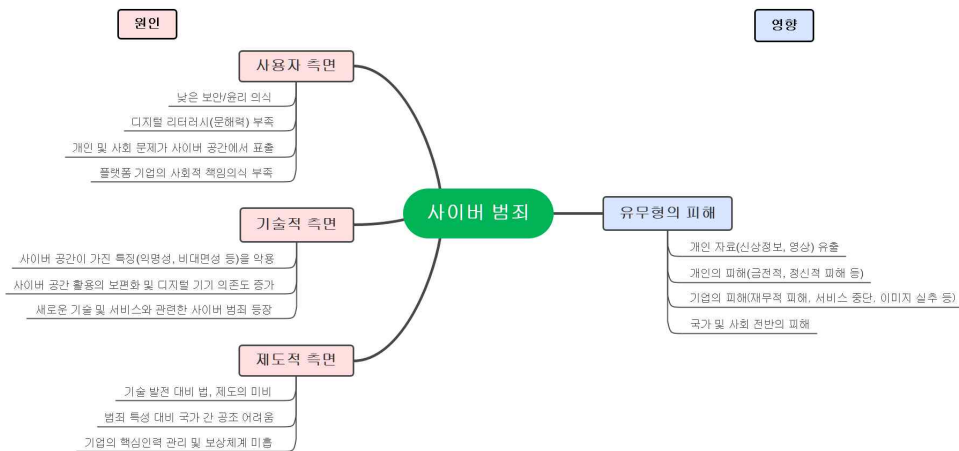 원인
영향
사용자 측면
낮은 보안/윤리 의식
디지털 리터러시(문해력) 부족
개인 및 사회 문제가 사이버 공간에서 표출
플랫폼 기업의 사회적 책임의식 부족
기술적 측면
사이버 공간이 가진 특징(익명성, 비대면성 등)을 악용
사이버 공간 활용의 보편화 및 디지털 기기 의존도 증가
새로운 기술 및 서비스와 관련한 사이버 범죄 등장
제도적 측면
기술 발전 대비 법, 제도의 미비
범죄 특성 대비 국가 간 공조 어려움
기업의 핵심인력 관리 및 보상체계 미흡
사이버 범죄
유무형의 피해
개인 자료(신상정보, 영상) 유출
개인의 피해(금전적, 정신적 피해 등)
기업의 피해(재무적 피해, 서비스 중단, 이미지 실추 등)
국가 및 사회 전반의 피해